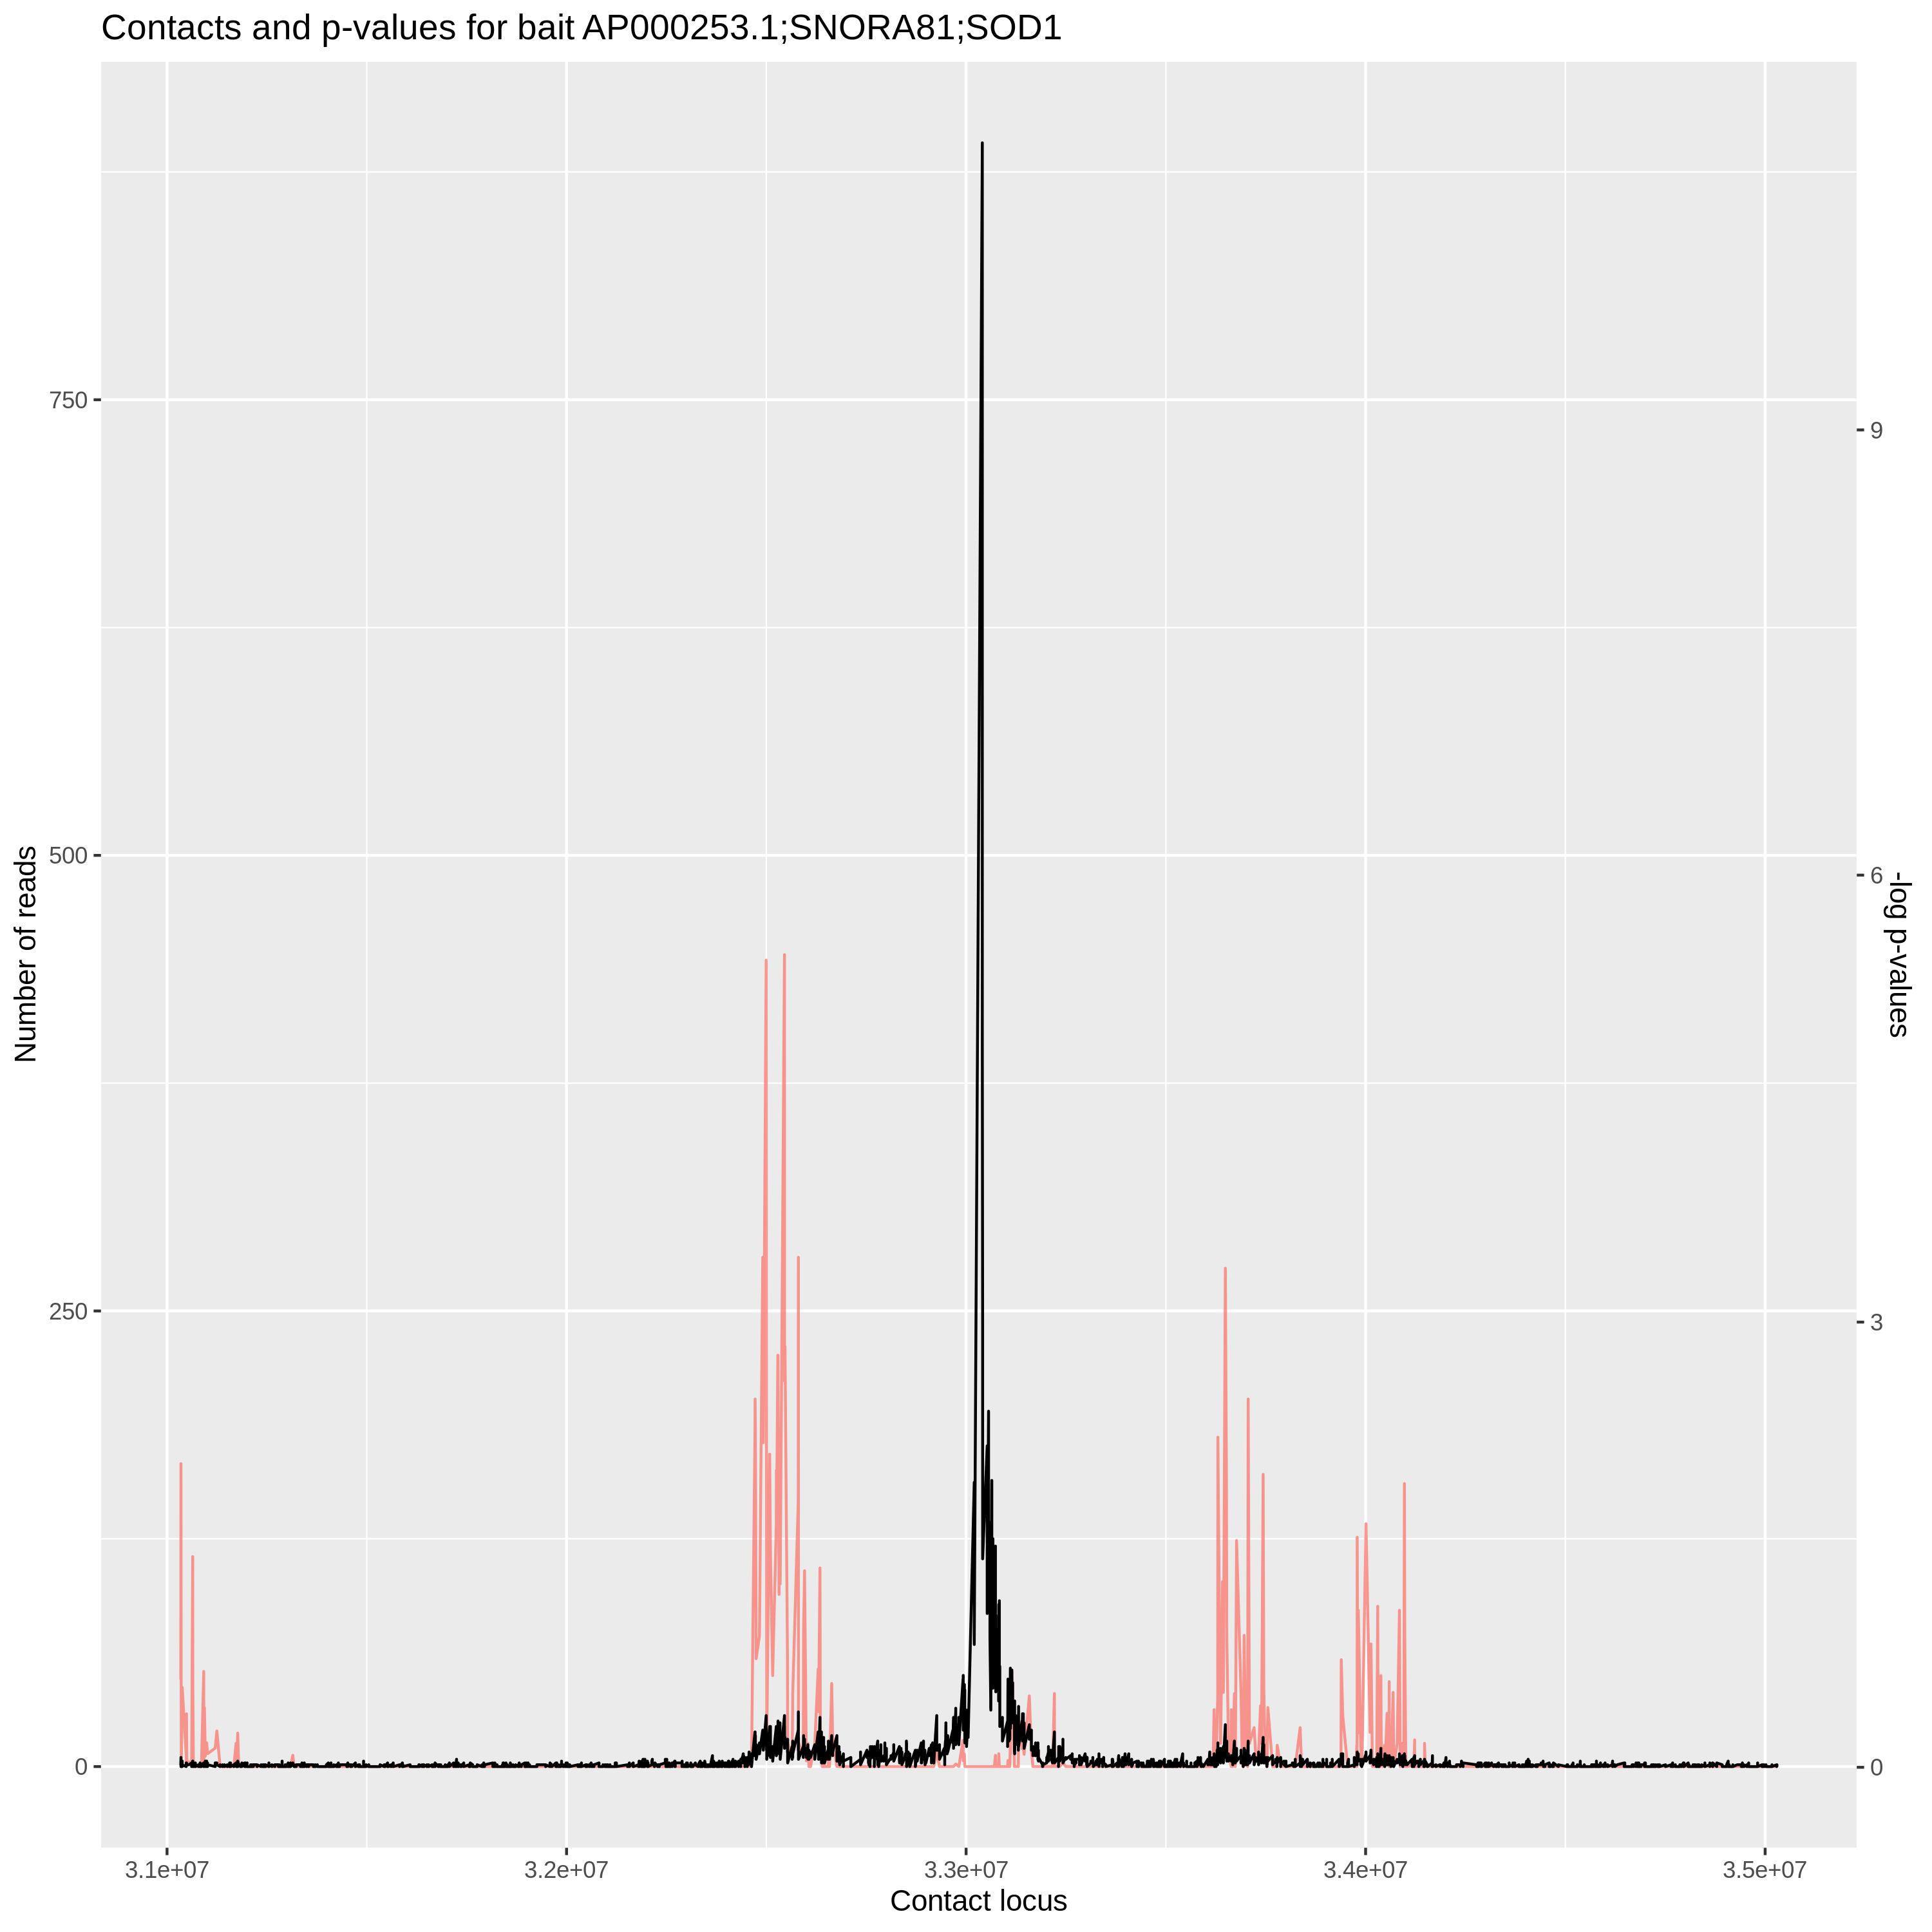 Contacts and p-values for bait AP000253.1;SNORA81;SOD1
750
500
250
0
Number of reads
9
6
3
0
-log p-values
3.1e+07 3.2e+07 3.3e+07 3.4e+07 3.5e+07
Contact locus